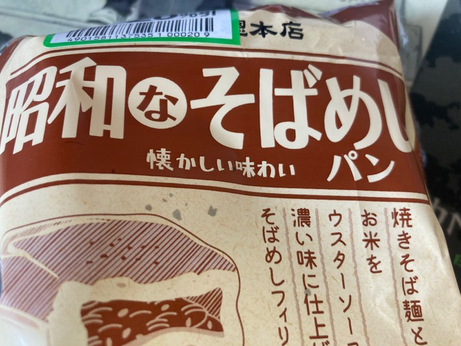 本店
昭和なそばめし
パン
懐かしい味わい
焼きそば麺と
お米を
ウスターソース
濃い味に仕上げ
そばめしフィリ